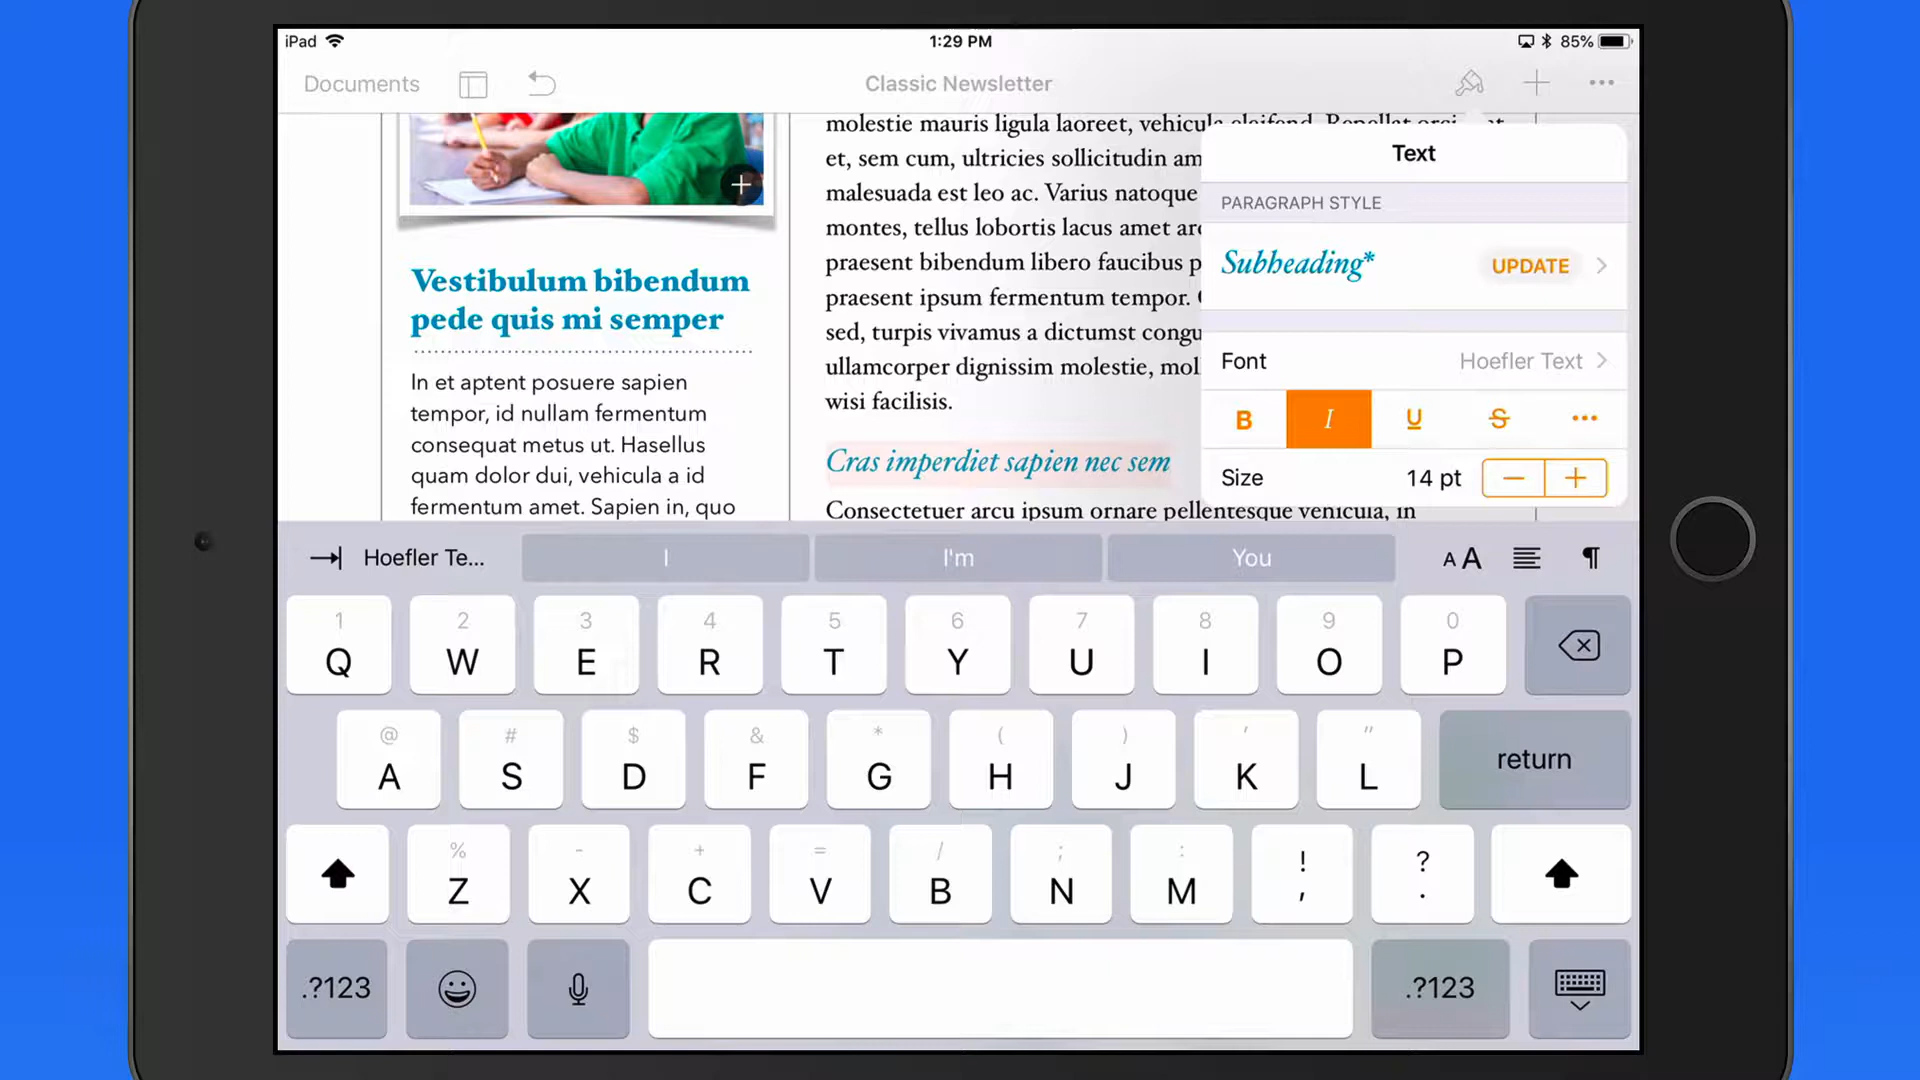 iPad
1:29 PM
85%
Documents
Classic Newsletter
molestie mauris ligula laoreet, vehicula eleifend. Repellat orci
et, sem cum, ultricies sollicitudin am
malesuada est leo ac. Varius natoque
montes, tellus lobortis lacus amet arc
praesent bibendum libero faucibus p
praesent ipsum fermentum tempor.
sed, turpis vivamus a dictumst congu
ullamcorper dignissim molestie, mol
wisi facilisis.
Cras imperdiet sapien nec sem
Consectetuer arcu ipsum ornare pellentesque vehicula, in
Vestibulum bibendum
pede quis mi semper
In et aptent posuere sapien
tempor, id nullam fermentum
consequat metus ut. Hasellus
quam dolor dui, vehicula a id
fermentum amet. Sapien in, quo
Text
PARAGRAPH STYLE
Subheading*
UPDATE
Font
Hoefler Text
B I U S •••
Size
14 pt
− +
Hoefler Te...
I
I'm
You
A A
¶
1 2 3 4 5 6 7 8 9 0
Q W E R T Y U I O P
@ # $ & * ( ) ' "
A S D F G H J K L
return
% - + = / ; : ! ?
Z X C V B N M , .
.?123
.?123